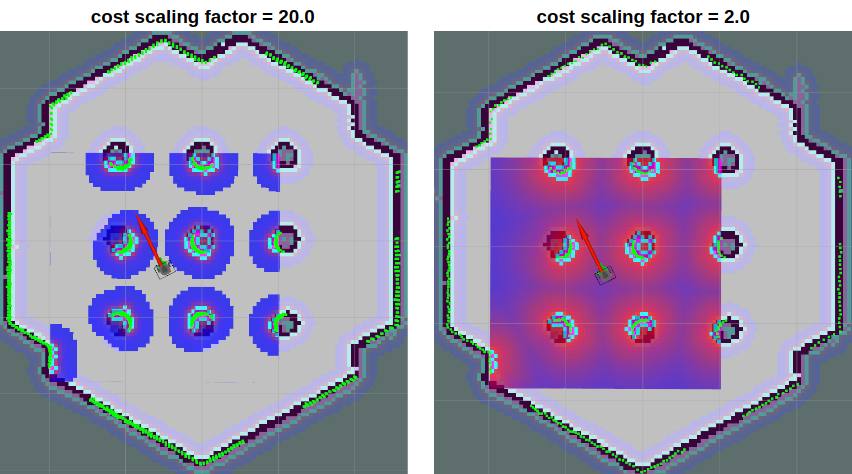 cost scaling factor = 20.0
cost scaling factor = 2.0